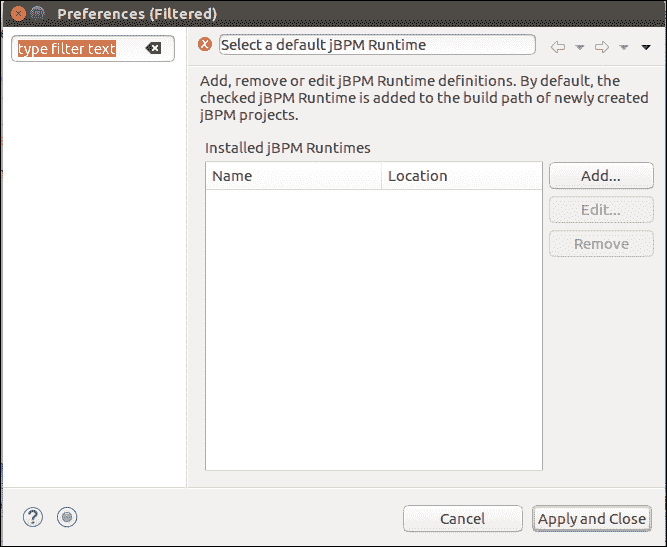 Preferences (Filtered)
type filter text
Select a default jBPM Runtime
Add, remove or edit jBPM Runtime definitions. By default, the
checked jBPM Runtime is added to the build path of newly created
jBPM projects.
Installed jBPM Runtimes
Name Location
Add...
Edit...
Remove
Cancel Apply and Close